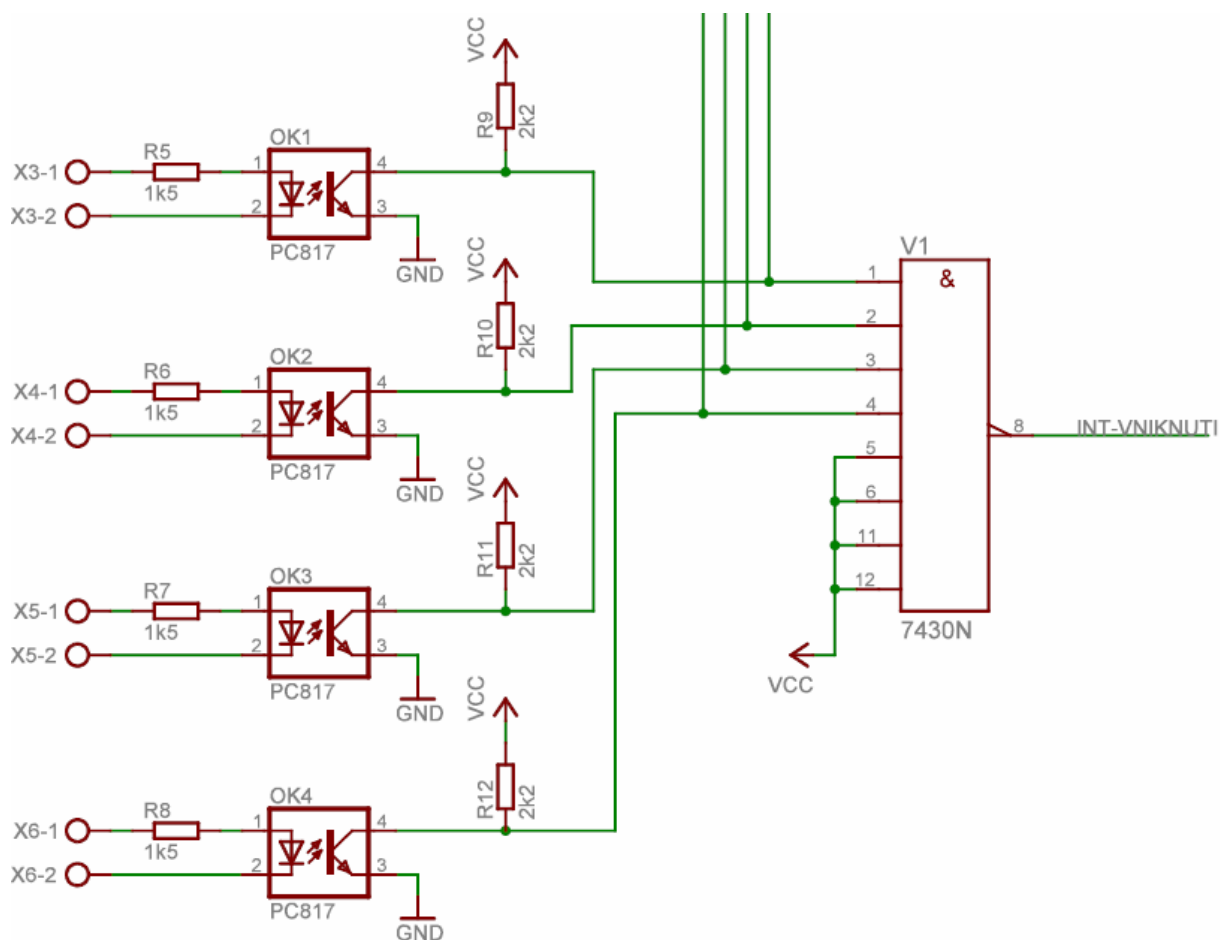 VCC
R9
2k2
OK1
R5
X3-1
1
4
1k5
X3-2
2
3
PC817
GND
VCC
R10
2k2
V1
&
1
2
3
4
5
6
11
12
8
INT-VNIKNUTI
7430N
VCC
OK2
R6
X4-1
1
4
1k5
X4-2
2
3
PC817
GND
VCC
R11
2k2
OK3
R7
X5-1
1
4
1k5
X5-2
2
3
PC817
GND
VCC
R12
2k2
OK4
R8
X6-1
1
4
1k5
X6-2
2
3
PC817
GND